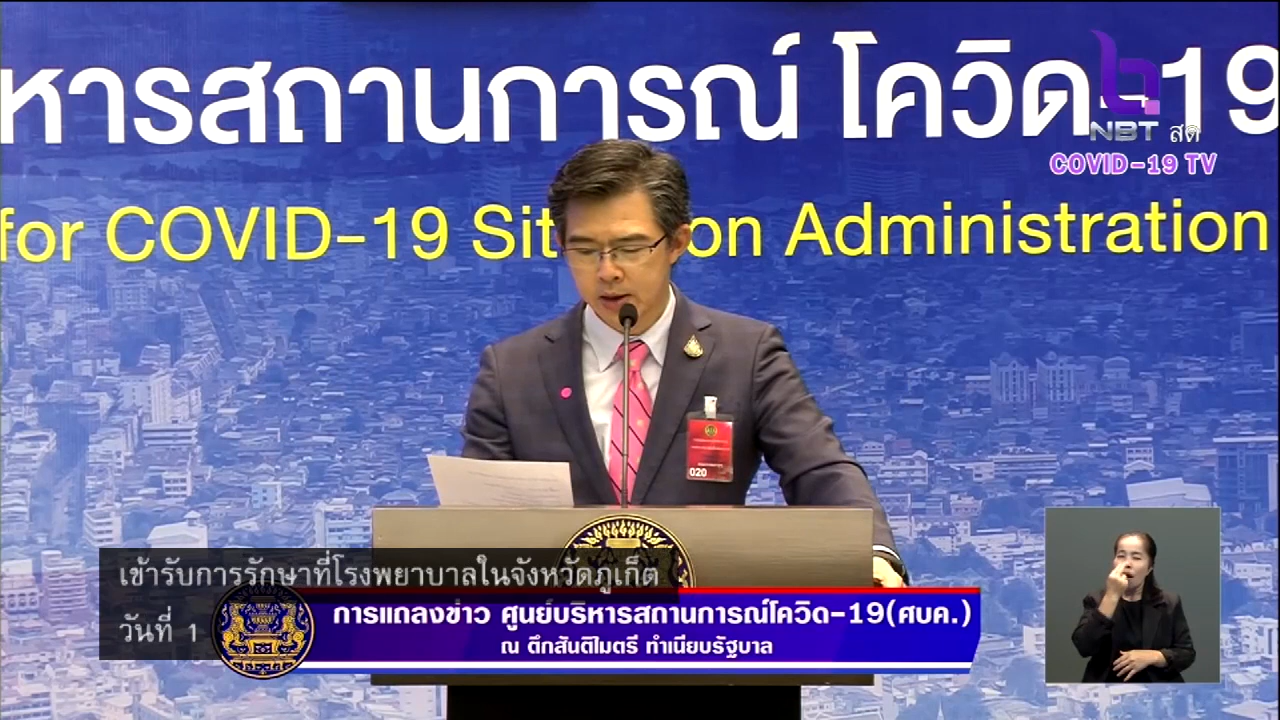 หารสถานการณ์ โควิด-19
NBT สด
COVID-19 TV
for COVID-19 Sit on Administration
020
เข้ารับการรักษาที่โรงพยาบาลในจังหวัดภูเก็ต
วันที่ 1
การแถลงข่าว ศูนย์บริหารสถานการณ์โควิด-19(ศบค.)
ณ ตึกสันติไมตรี ทำเนียบรัฐบาล